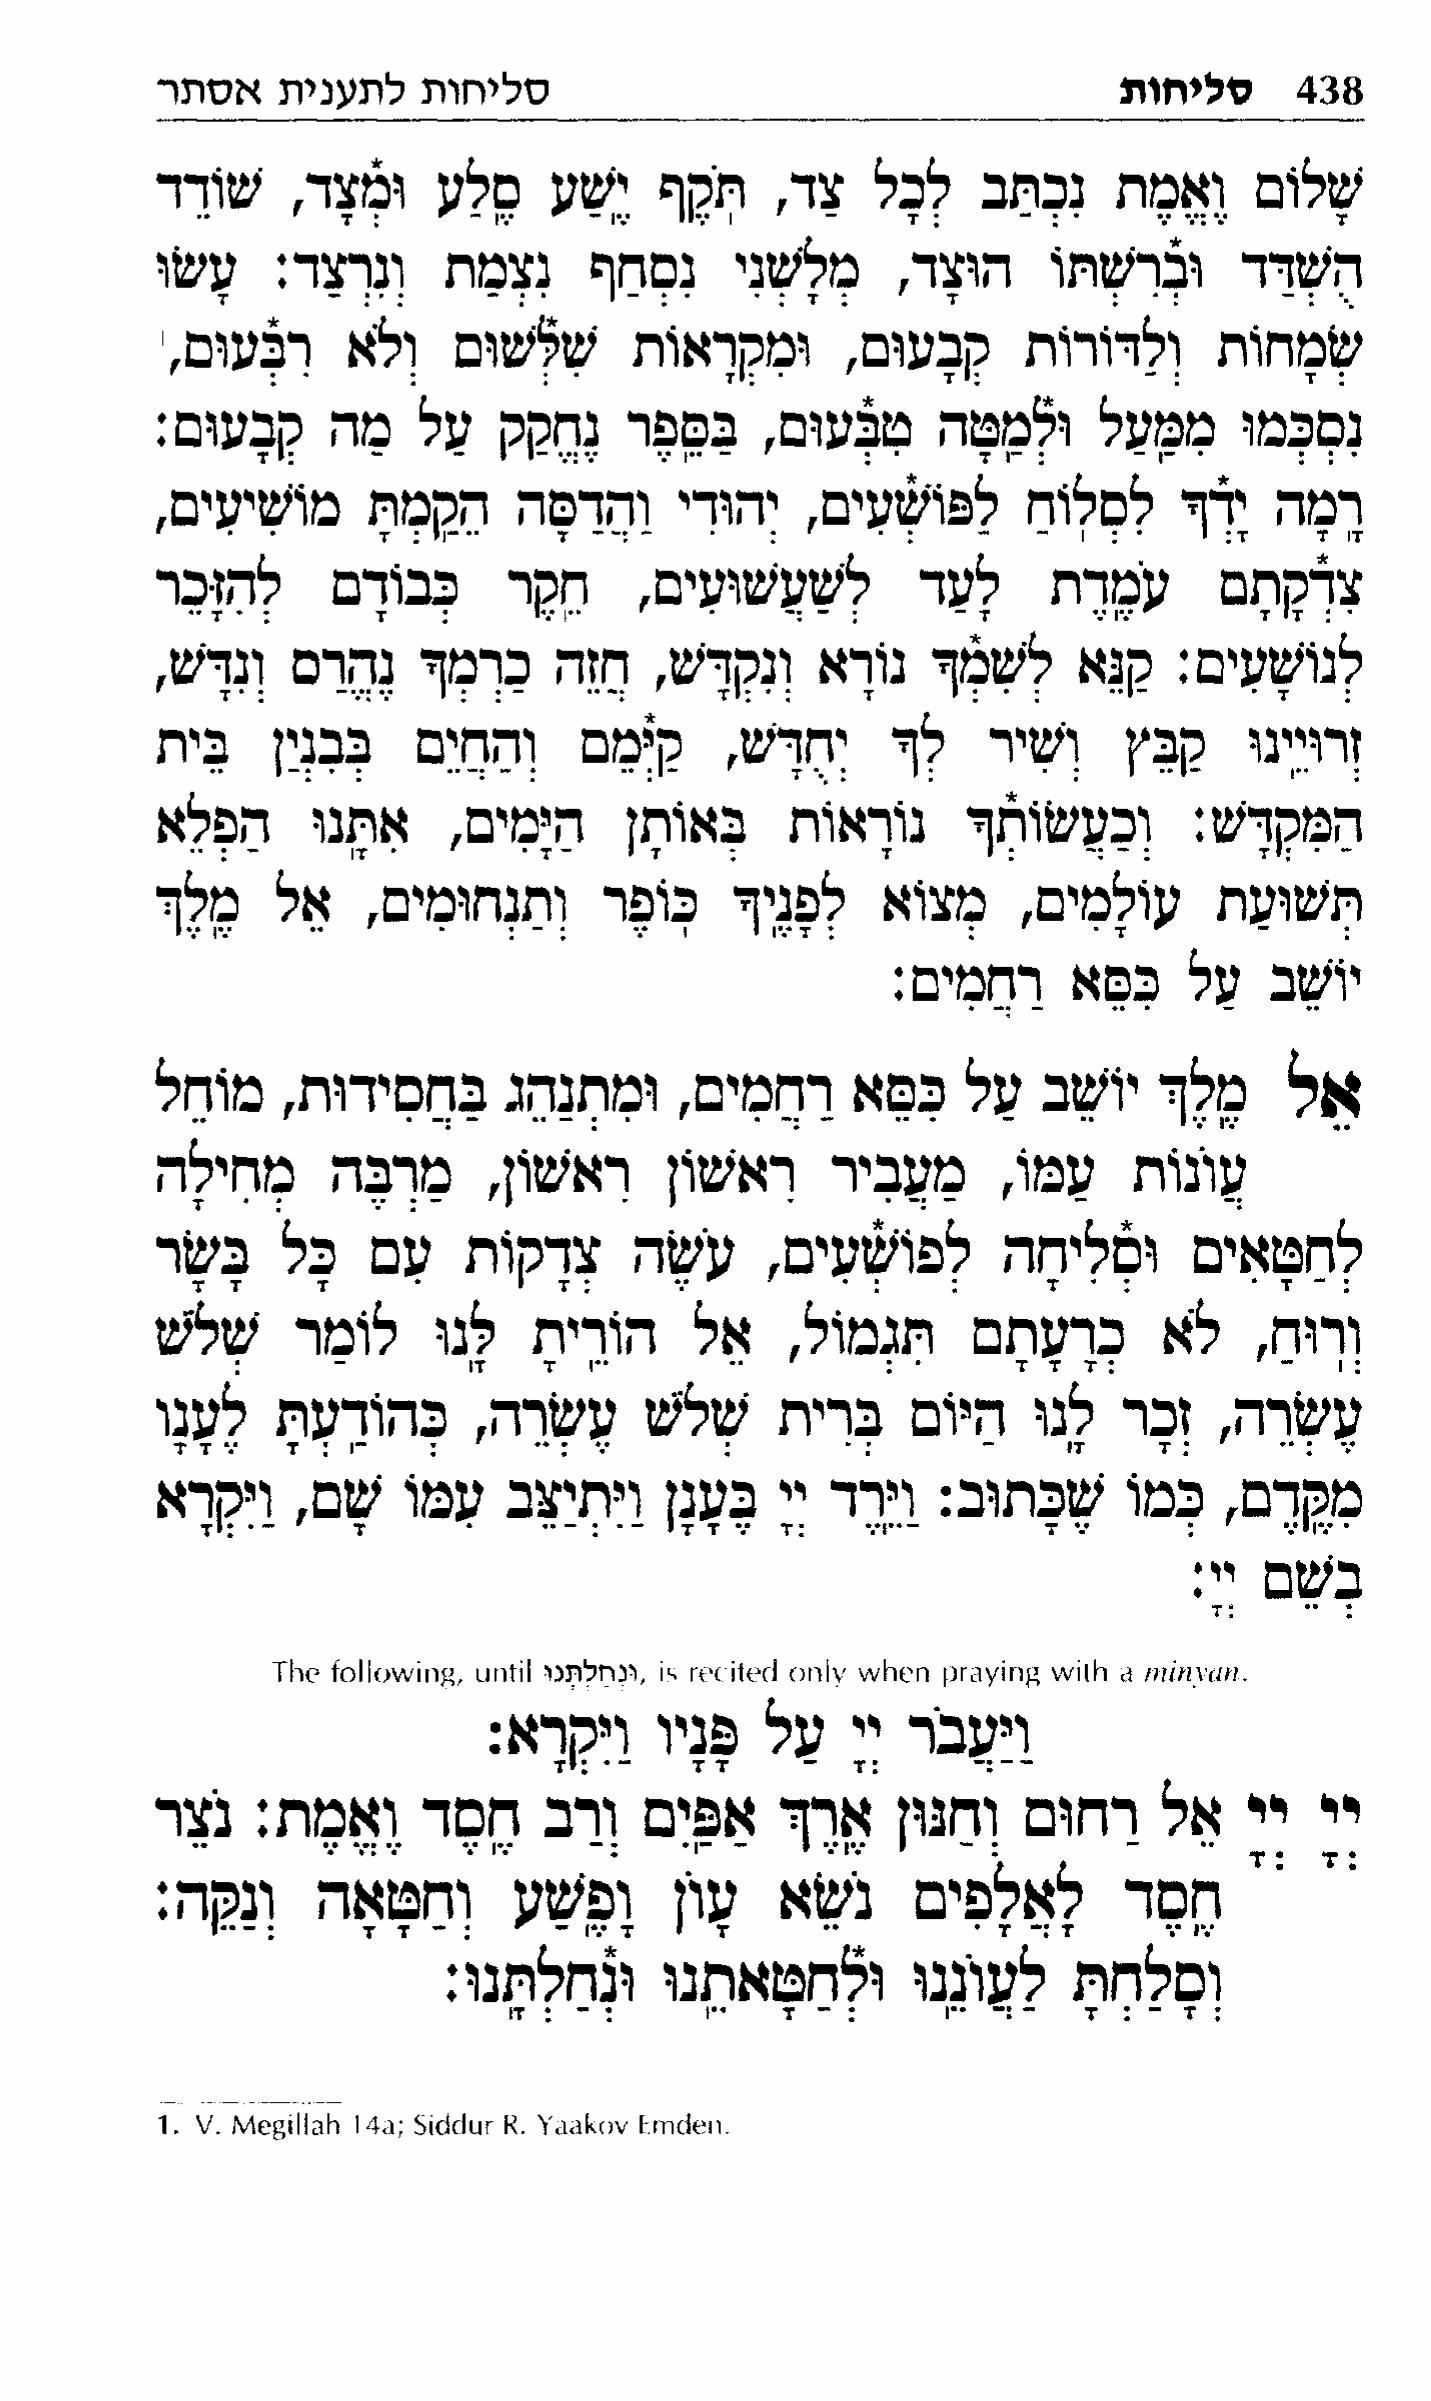 438 סליחות סליחות לתענית אסתר
שָׁלוֹם וֶאֱמֶת נִכְתַּב לְכָל צַד, תֹּקֶף יֶשַׁע סֶלַע וּמְֿצָד, שׁוֹדֵד
הֻשְׁדַּד וּבְֿרִשְׁתּוֹ הוּצָד, מְלָשְׁנִי נִסְחַף נִצְמַת וְנִרְצַד: עָשׂוּ
שְׂמָחוֹת וְלַדּוֹרוֹת קְבָעוּם, וּמִקְרָאוֹת שִׁלְּֿשׁוּם וְלֹא רִבְּֿעוּם,¹
נִסְכְּמוּ מִמַּעַל וּלְֿמַטָּה טִבְּֿעוּם, בַּסֵּפֶר נֶחֱקַק עַל מַה קְבָעוּם:
רָמָה יָדְֿךָ לִסְלוֹחַ לַפּוֹשְֿׁעִים, יְהוּדִי וַהֲדַסָּה הֵקַמְתָּ מוֹשִׁיעִים,
צִדְֿקָתָם עֹמֶדֶת לָעַד לְשַׁעֲשׁוּעִים, חֵקֶר כְּבוֹדָם לְהִזָּכֵר
לְנוֹשָׁעִים: קַנֵּא לְשִׁמְֿךָ נוֹרָא וְנִקְדָּשׁ, חֲזֵה כַרְמְךָ נֶהֱרַס וְנִדָּשׁ,
זְרוּיֵינוּ קַבֵּץ וְשִׁיר לְךָ יְחֻדָּשׁ, קַיְּֿמֵם וְהַחֲיֵם בְּבִנְיַן בֵּית
הַמִּקְדָּשׁ: וְכַעֲשׂוֹתְֿךָ נוֹרָאוֹת בְּאוֹתָן הַיָּמִים, אִתָּנוּ הַפְלֵא
תְּשׁוּעַת עוֹלָמִים, מְצוֹא לְפָנֶיךָ כּוֹפֶר וְתַנְחוּמִים, אֵל מֶלֶךְ
יוֹשֵׁב עַל כִּסֵּא רַחֲמִים:
אֵל מֶלֶךְ יוֹשֵׁב עַל כִּסֵּא רַחֲמִים, וּמִתְנַהֵג בַּחֲסִידוּת, מוֹחֵל
עֲוֹנוֹת עַמּוֹ, מַעֲבִיר רִאשׁוֹן רִאשׁוֹן, מַרְבֶּה מְחִילָה
לְחַטָּאִים וּסְֿלִיחָה לְפוֹשְֿׁעִים, עֹשֶׂה צְדָקוֹת עִם כָּל בָּשָׂר
וְרוּחַ, לֹא כְרָעָתָם תִּגְמוֹל, אֵל הוֹרֵיתָ לָּנוּ לוֹמַר שְׁלֹשׁ
עֶשְׂרֵה, זְכָר לָנוּ הַיּוֹם בְּרִית שְׁלֹשׁ עֶשְׂרֵה, כְּהוֹדַעְתָּ לֶעָנָו
מִקֶּדֶם, כְּמוֹ שֶׁכָּתוּב: וַיֵּרֶד יְיָ בֶּעָנָן וַיִּתְיַצֵּב עִמּוֹ שָׁם, וַיִּקְרָא
בְשֵׁם יְיָ:
The following, until וּנְחַלְתָּנוּ, is recited only when praying with a minyan.
וַיַּעֲבֹר יְיָ עַל פָּנָיו וַיִּקְרָא:
יְיָ יְיָ אֵל רַחוּם וְחַנּוּן אֶרֶךְ אַפַּיִם וְרַב חֶסֶד וֶאֱמֶת: נֹצֵר
חֶסֶד לָאֲלָפִים נֹשֵׂא עָוֹן וָפֶשַׁע וְחַטָּאָה וְנַקֵּה:
וְסָלַחְתָּ לַעֲוֹנֵנוּ וּלְֿחַטָּאתֵנוּ וּנְֿחַלְתָּנוּ:
1. V. Megillah 14a; Siddur R. Yaakov Emden.